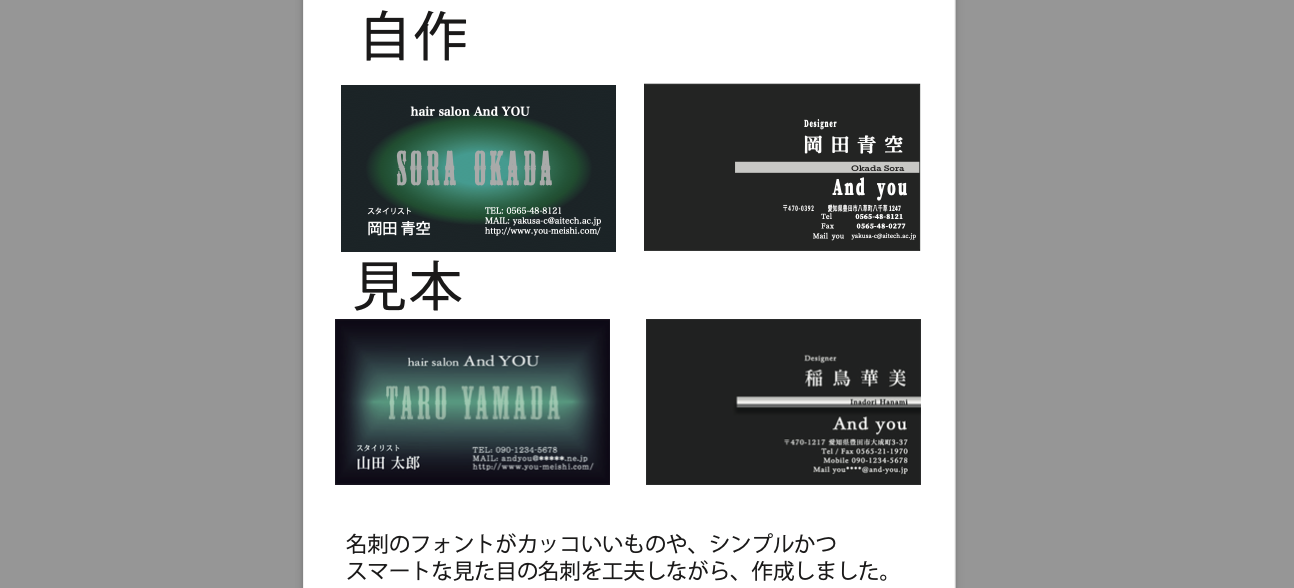 自作
hair salon And YOU
SORA OKADA
スタイリスト
岡田 青空
TEL: 0565-48-8121
MAIL: yakusa-c@aitech.ac.jp
http://www.you-meishi.com/
Designer
岡田青空
Okada Sora
And you
〒470-0392 愛知県豊田市八草町八千草1247
Tel 0565-48-8121
Fax 0565-48-0277
Mail you yakusa-c@aitech.ac.jp
見本
hair salon And YOU
TARO YAMADA
スタイリスト
山田 太郎
TEL: 090-1234-5678
MAIL: andyou@*****.ne.jp
http://www.you-meishi.com/
Designer
稲鳥華美
Inadori Hanami
And you
〒470-1217 愛知県豊田市大成町3-37
Tel / Fax 0565-21-1970
Mobile 090-1234-5678
Mail you****@and-you.jp
名刺のフォントがカッコいいものや、シンプルかつ
スマートな見た目の名刺を工夫しながら、作成しました。